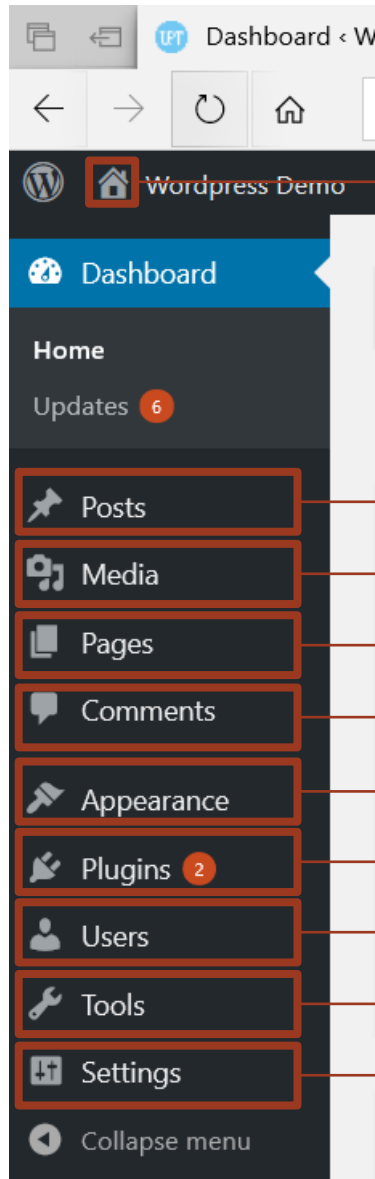 UPT Dashboard ‹ W
Wordpress Demo
Dashboard
Home
Updates 6
Posts
Media
Pages
Comments
Appearance
Plugins 2
Users
Tools
Settings
Collapse menu